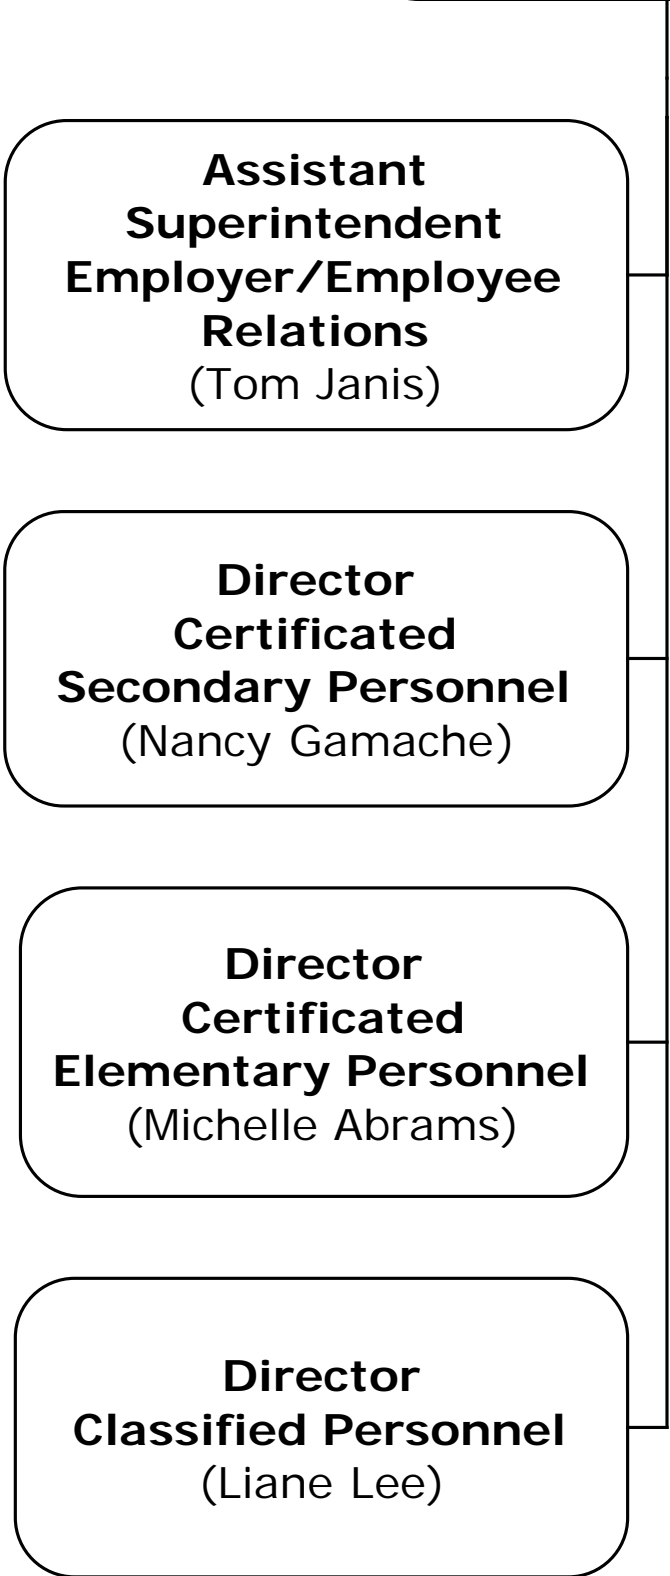 Assistant
Superintendent
Employer/Employee
Relations
(Tom Janis)
Director
Certificated
Secondary Personnel
(Nancy Gamache)
Director
Certificated
Elementary Personnel
(Michelle Abrams)
Director
Classified Personnel
(Liane Lee)